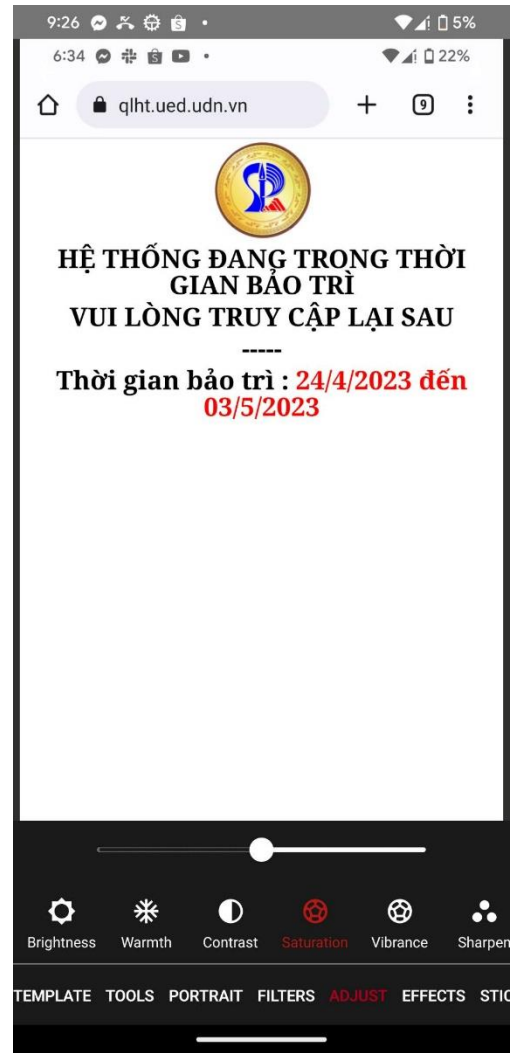 9:26
5%
6:34
22%
qlht.ued.udn.vn
9
HỆ THỐNG ĐANG TRONG THỜI
GIAN BẢO TRÌ
VUI LÒNG TRUY CẬP LẠI SAU
-----
Thời gian bảo trì : 24/4/2023 đến
03/5/2023
Brightness Warmth Contrast Saturation Vibrance Sharpen
TEMPLATE TOOLS PORTRAIT FILTERS ADJUST EFFECTS STIC